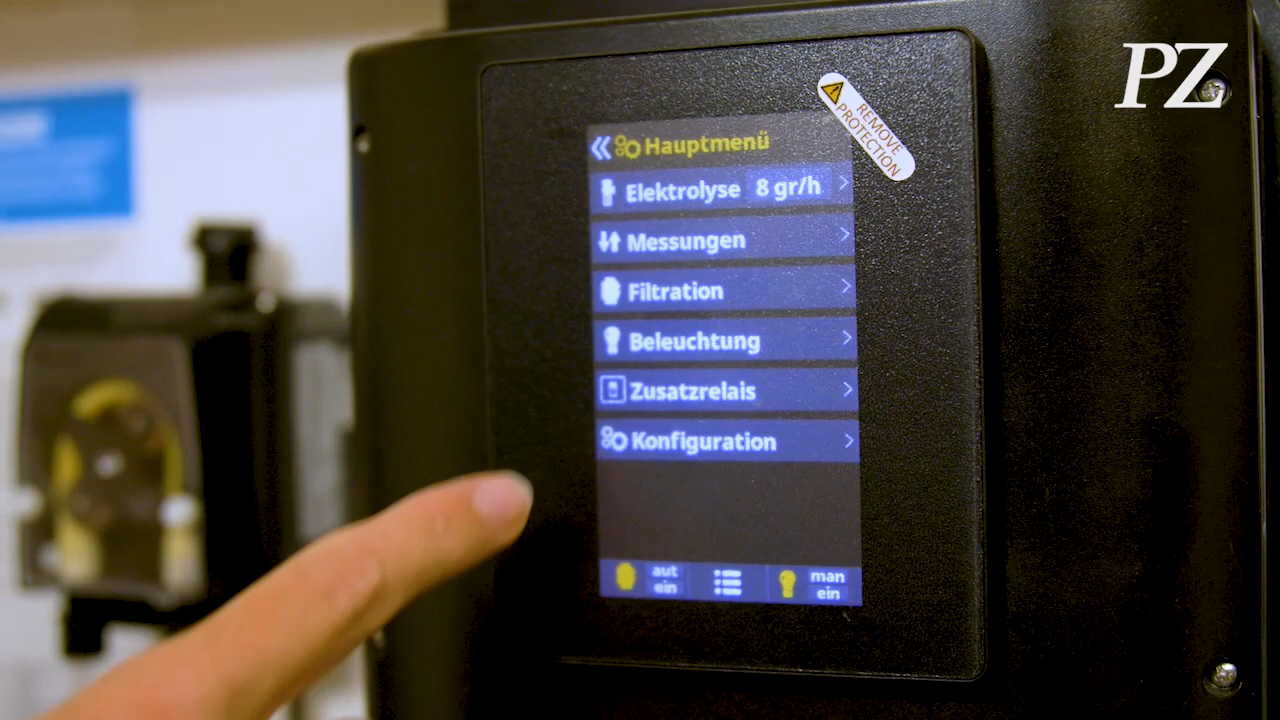 PZ
REMOVE
PROTECTION
Hauptmenü
Elektrolyse 8 gr/h
Messungen
Filtration
Beleuchtung
Zusatzrelais
Konfiguration
aut
ein
man
ein